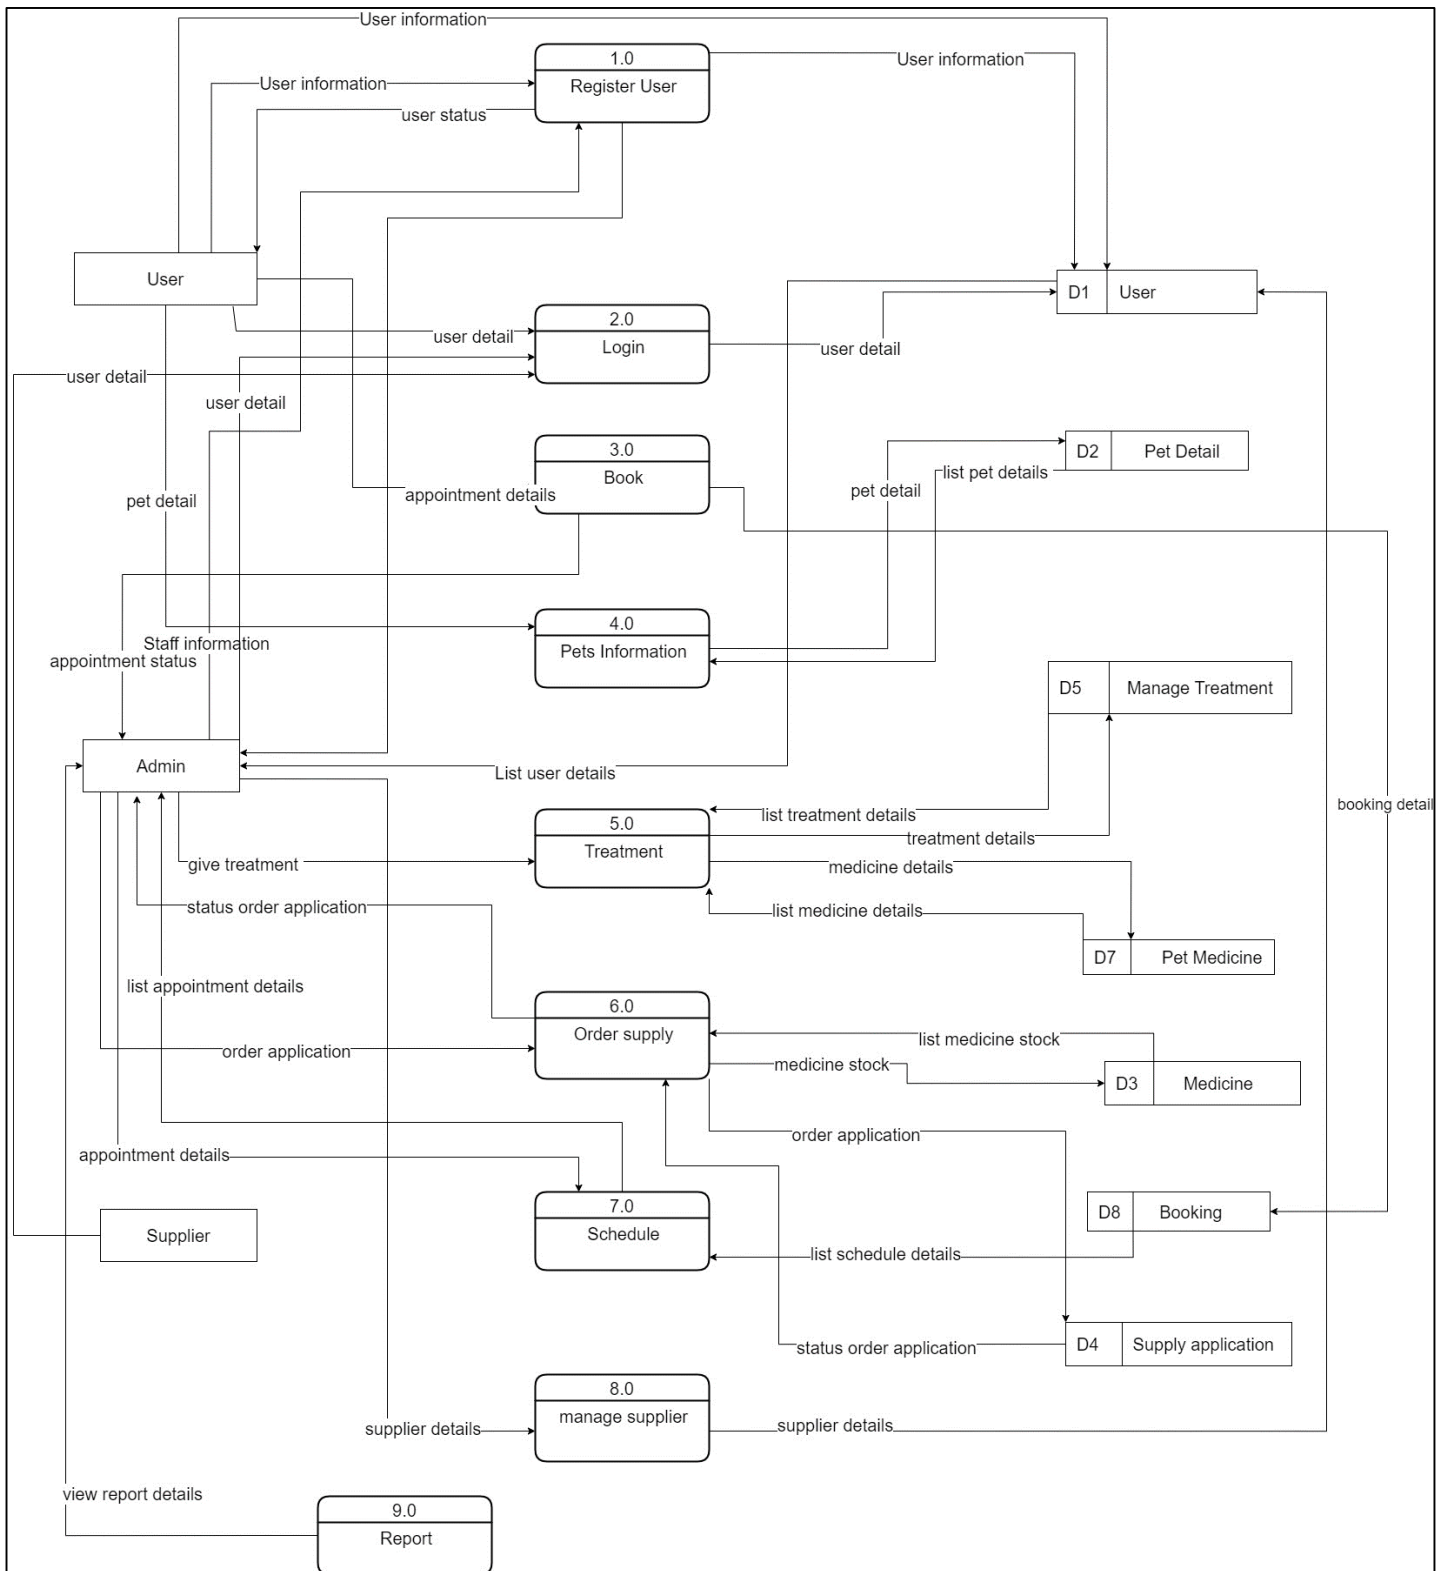 User information
1.0
Register User
User information
User information
user status
User
D1
User
2.0
Login
user detail
user detail
user detail
user detail
3.0
Book
appointment details
D2
Pet Detail
list pet details
pet detail
pet detail
4.0
Pets Information
Staff information
appointment status
D5
Manage Treatment
Admin
List user details
booking detail
5.0
Treatment
list treatment details
treatment details
give treatment
medicine details
status order application
list medicine details
D7
Pet Medicine
list appointment details
6.0
Order supply
list medicine stock
order application
medicine stock
D3
Medicine
order application
appointment details
7.0
Schedule
D8
Booking
Supplier
list schedule details
status order application
D4
Supply application
8.0
manage supplier
supplier details
supplier details
view report details
9.0
Report